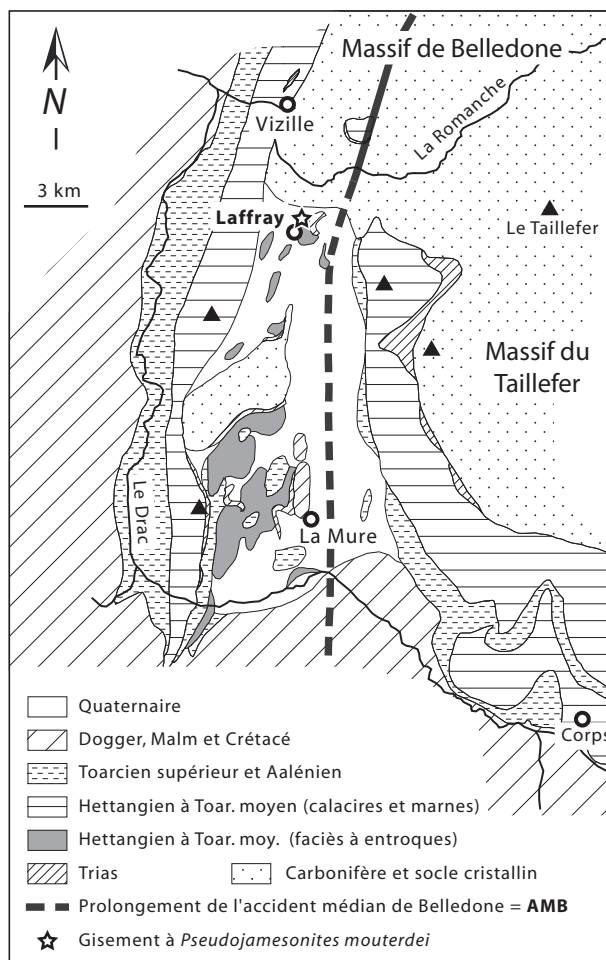 Massif de Belledone
N
Vizille
La Romanche
3 km
Laffray
Le Taillefer
Massif du
Taillefer
Le Drac
La Mure
Corps
Quaternaire
Dogger, Malm et Crétacé
Toarcien supérieur et Aalénien
Hettangien à Toar. moyen (calacires et marnes)
Hettangien à Toar. moy. (faciès à entroques)
Trias
Carbonifère et socle cristallin
Prolongement de l'accident médian de Belledone = AMB
Gisement à Pseudojamesonites mouterdei